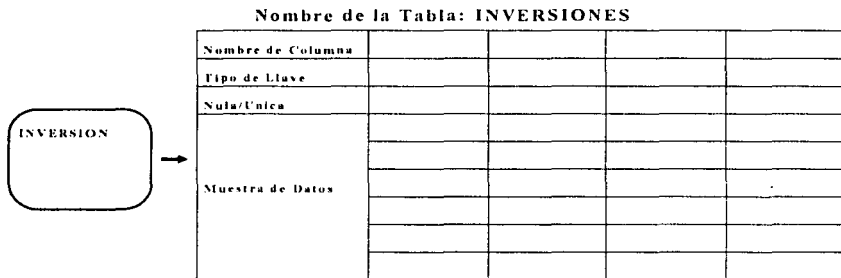 Nombre de la Tabla: INVERSIONES
Nombre de Columna
Tipo de Llave
Nula/Unica
INVERSION
Muestra de Datos